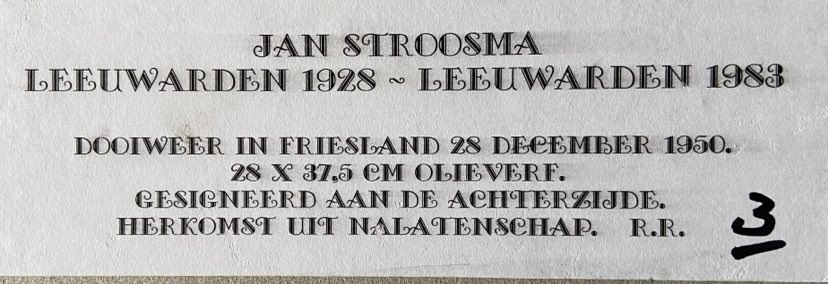 JAN STROOSMA
LEEUWARDEN 1928 ~ LEEUWARDEN 1983
DOOIWEER IN FRIESLAND 28 DECEMBER 1950.
28 X 37,5 CM OLIEVERF.
GESIGNEERD AAN DE ACHTERZIJDE.
HERKOMST UIT NALATENSCHAP. R.R.
3